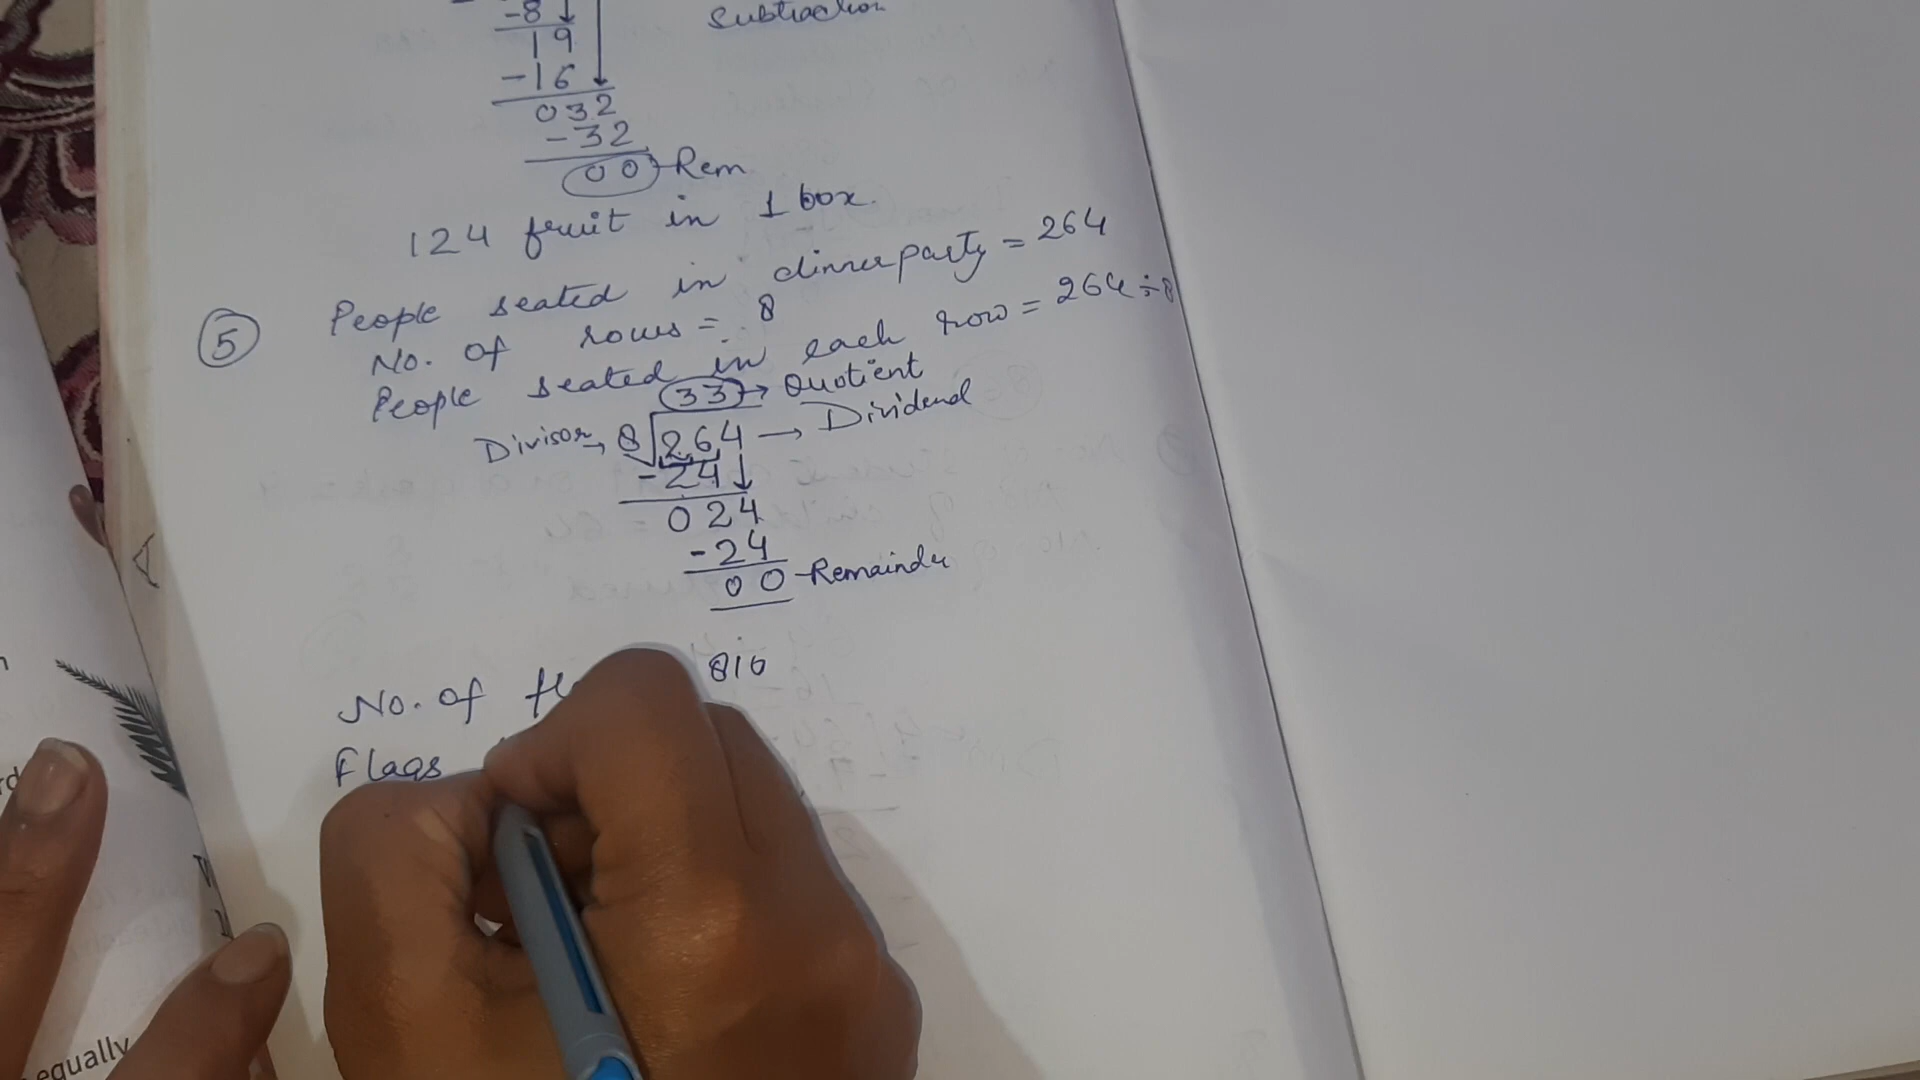 -8
Subtraction
19
-16
032
-32
00 Rem
124 fruit in 1 box.
5 People seated in dinner party = 264
No. of rows = 8
People seated in each row = 264 ÷ 8
33 → Quotient
Divisor → 8 264 → Dividend
-24
024
-24
00 - Remainder
No. of 816
Flags
equally